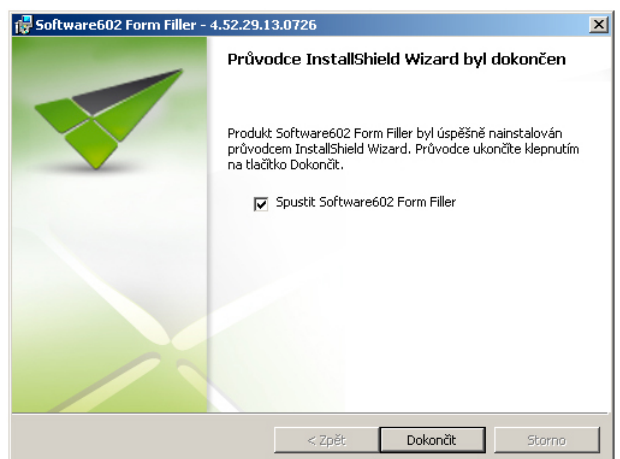 Software602 Form Filler - 4.52.29.13.0726
Průvodce InstallShield Wizard byl dokončen
Produkt Software602 Form Filler byl úspěšně nainstalován
průvodcem InstallShield Wizard. Průvodce ukončíte klepnutím
na tlačítko Dokončit.
Spustit Software602 Form Filler
< Zpět
Dokončit
Storno